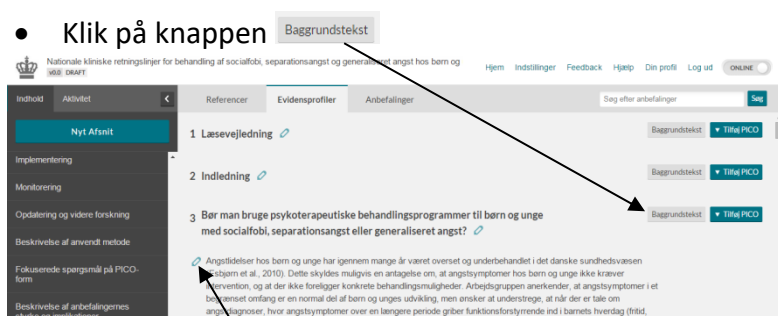 • Klik på knappen Baggrundstekst
Nationale kliniske retningslinjer for behandling af socialfobi, separationsangst og generaliseret angst hos børn og
v0.0 DRAFT
Hjem Indstillinger Feedback Hjælp Din profil Log ud ONLINE
Indhold Aktivitet Referencer Evidensprofiler Anbefalinger Søg efter anbefalinger Søg
Nyt Afsnit
1 Læsevejledning Baggrundstekst Tilføj PICO
Implementering
2 Indledning Baggrundstekst Tilføj PICO
Monitorering
Opdatering og videre forskning
3 Bør man bruge psykoterapeutiske behandlingsprogrammer til børn og unge Baggrundstekst Tilføj PICO
med socialfobi, separationsangst eller generaliseret angst?
Beskrivelse af anvendt metode
Fokuserede spørgsmål på PICO-
form
Angstlidelser hos børn og unge har igennem mange år været overset og underbehandlet i det danske sundhedsvæsen
(Esbjørn et al., 2010). Dette skyldes muligvis en antagelse om, at angstsymptomer hos børn og unge ikke kræver
intervention, og at der ikke foreligger konkrete behandlingsmuligheder. Arbejdsgruppen anerkender, at angstsymptomer i et
begrænset omfang er en normal del af børn og unges udvikling, men ønsker at understrege, at når der er tale om
angstdiagnoser, hvor angstsymptomer over en længere periode griber funktionsforstyrrende ind i barnets hverdag (fritid,
Beskrivelse af anbefalingernes
styrke og implikationer